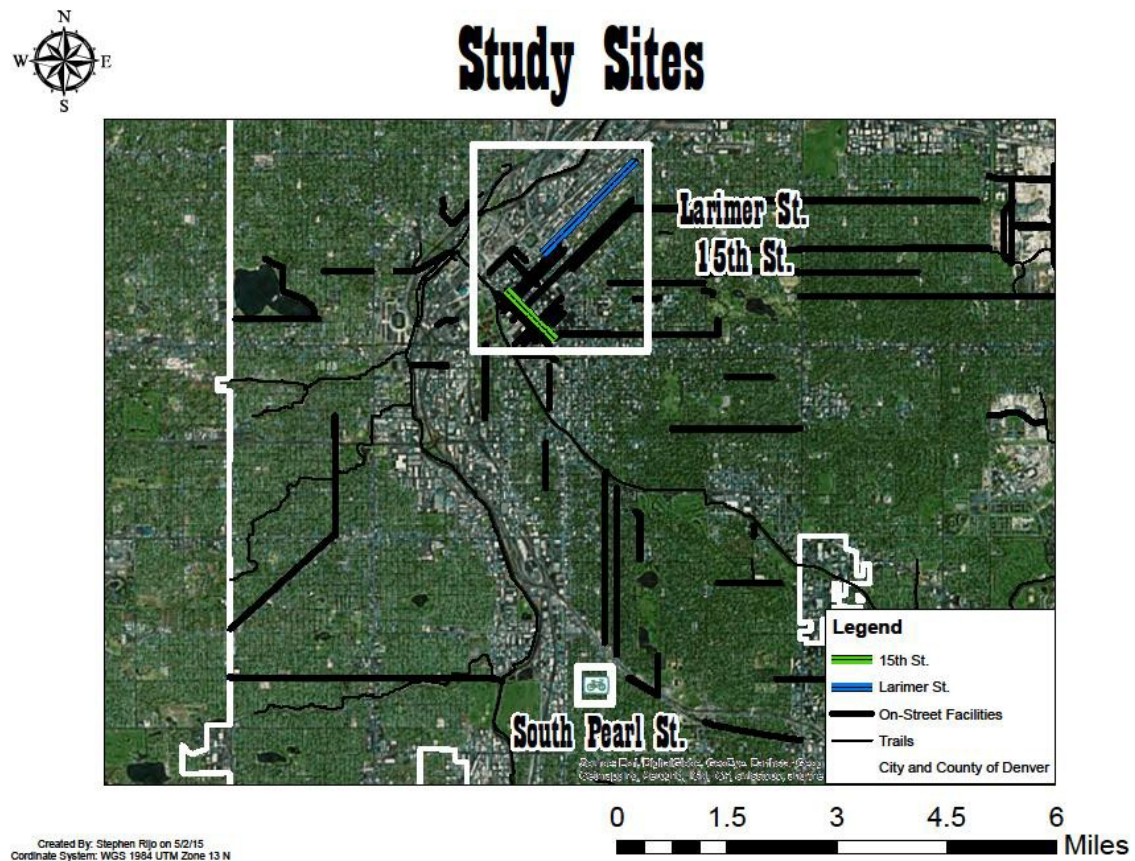 N
W E
S
Study Sites
Larimer St.
15th St.
South Pearl St.
Legend
15th St.
Larimer St.
On-Street Facilities
Trails
City and County of Denver
0 1.5 3 4.5 6
Miles
Created By: Stephen Rijo on 5/2/15
Cordinate System: WGS 1984 UTM Zone 13 N